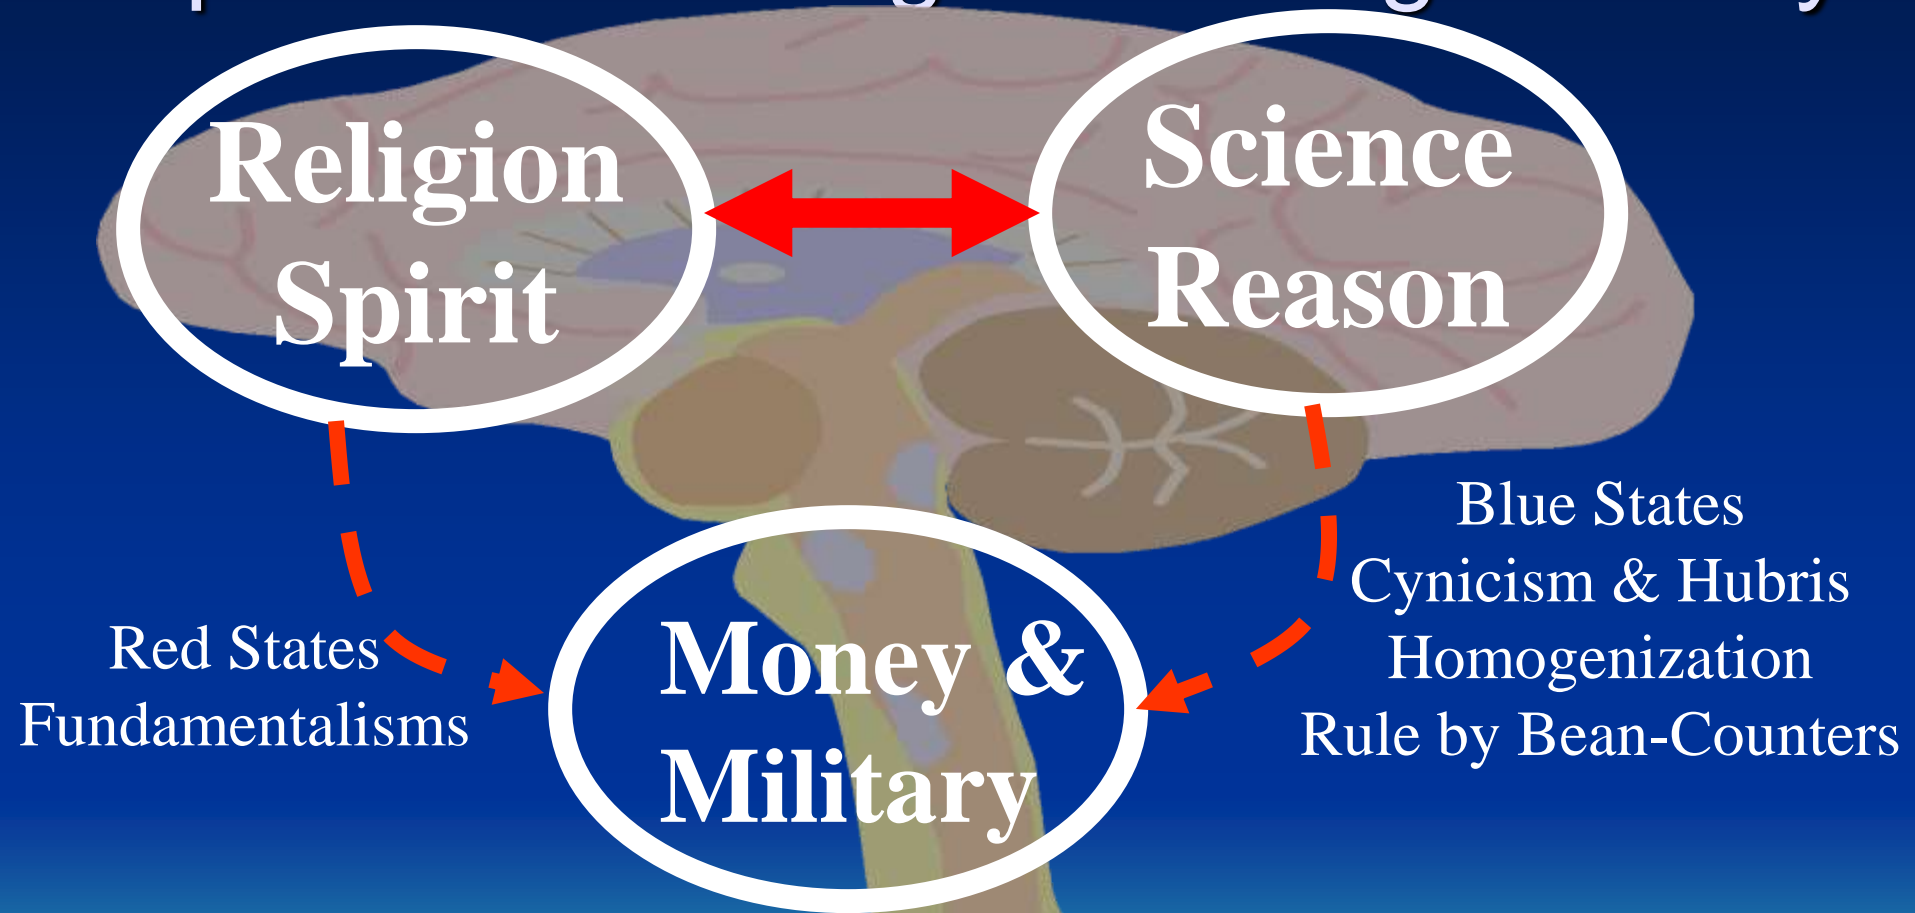 Religion
Spirit
Science
Reason
Blue States
Cynicism & Hubris
Homogenization
Rule by Bean-Counters
Red States
Fundamentalisms
Money &
Military